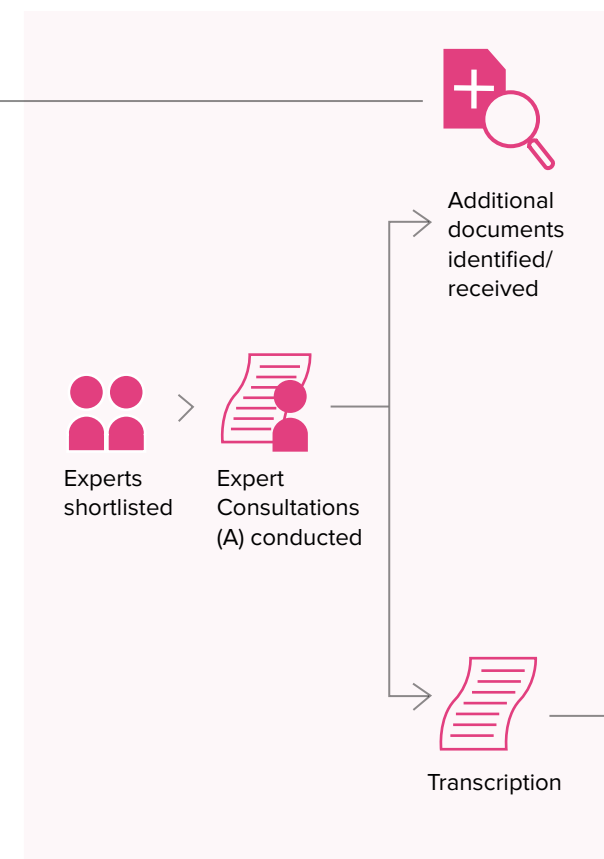 Additional
documents
identified/
received
Experts
shortlisted
Expert
Consultations
(A) conducted
Transcription